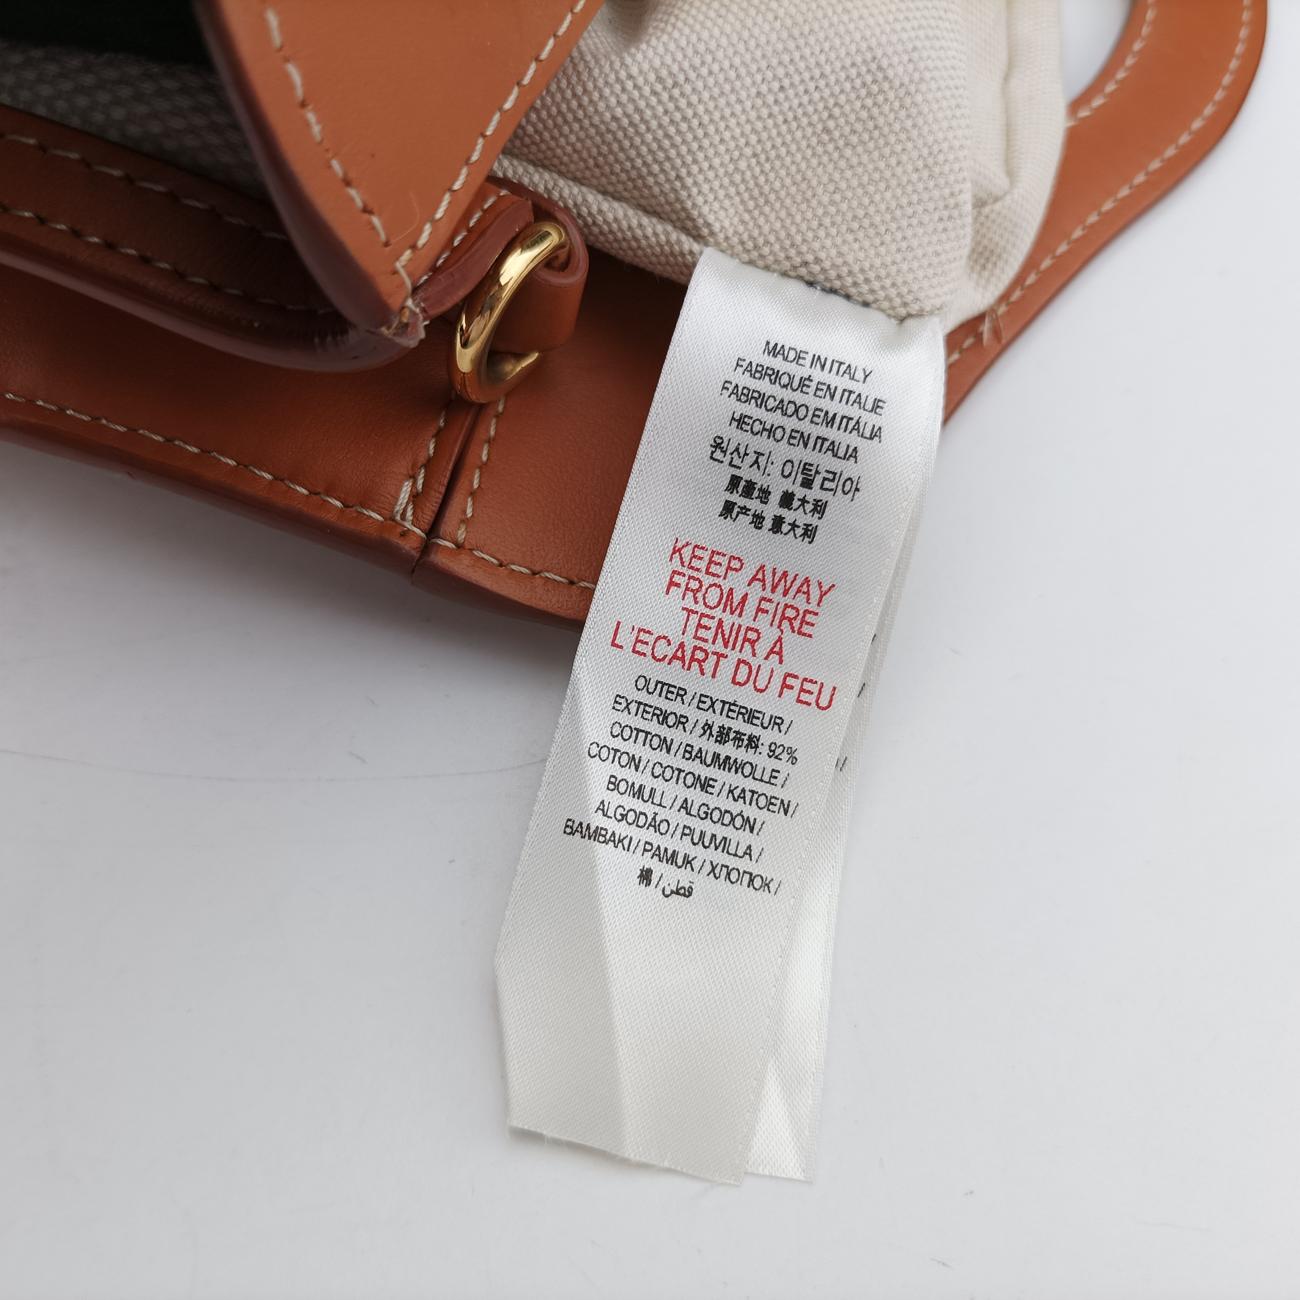 MADE IN ITALY
FABRIQUÉ EN ITALIE
FABRICADO EM ITÁLIA
HECHO EN ITALIA
원산지: 이탈리아
原產地 義大利
原产地 意大利
KEEP AWAY
FROM FIRE
TENIR À
L'ECART DU FEU
OUTER / EXTÉRIEUR /
EXTERIOR / 外部布料: 92%
COTTON / BAUMWOLLE /
COTON / COTONE / KATOEN /
BOMULL / ALGODÓN /
ALGODÃO / PUUVILLA /
BAMBAKI / PAMUK / ХЛОПОК /
棉 / قطن